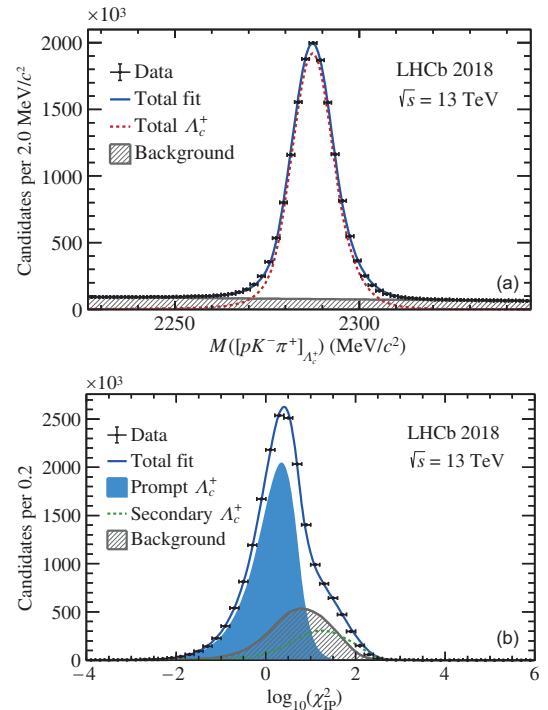 ×10³
2000
1500
1000
500
0
Candidates per 2.0 MeV/c²
Data
Total fit
Total Λc⁺
Background
LHCb 2018
√s = 13 TeV
(a)
2250 2300
M([pK⁻π⁺]Λc⁺) (MeV/c²)
×10³
2500
2000
1500
1000
500
0
Candidates per 0.2
Data
Total fit
Prompt Λc⁺
Secondary Λc⁺
Background
LHCb 2018
√s = 13 TeV
(b)
−4 −2 0 2 4 6
log₁₀(χ²IP)